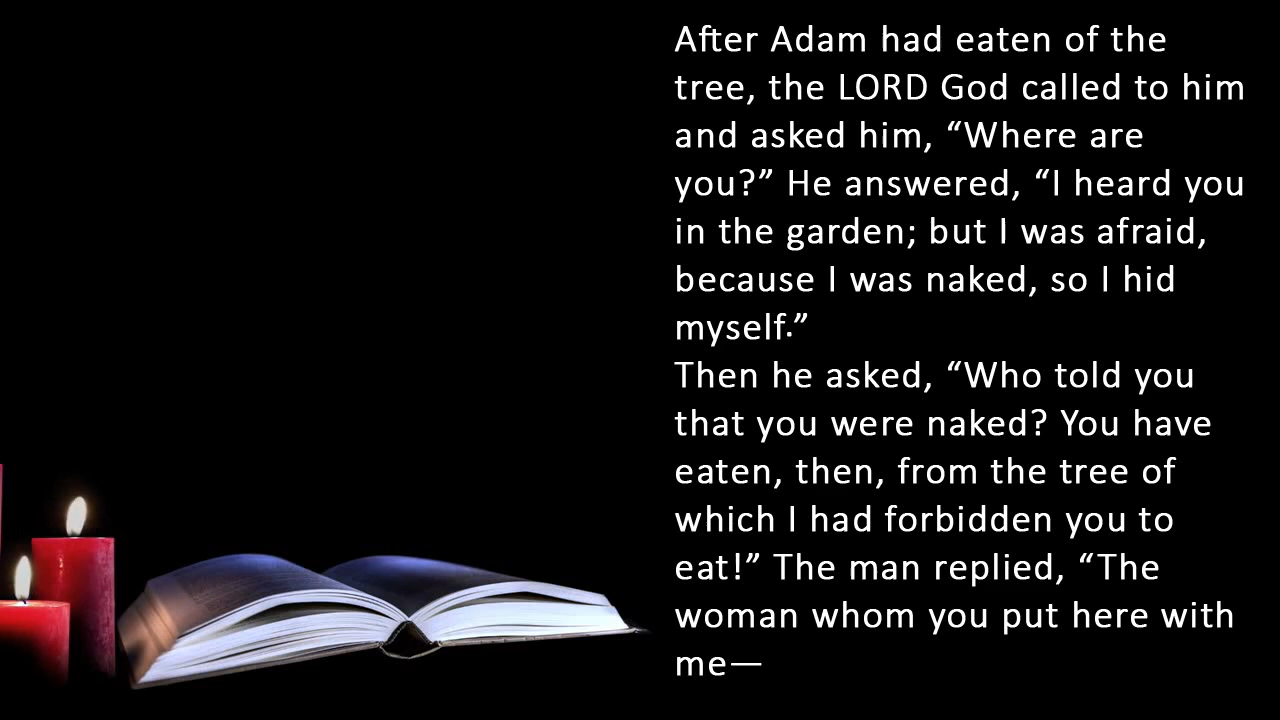 After Adam had eaten of the
tree, the LORD God called to him
and asked him, “Where are
you?” He answered, “I heard you
in the garden; but I was afraid,
because I was naked, so I hid
myself.”
Then he asked, “Who told you
that you were naked? You have
eaten, then, from the tree of
which I had forbidden you to
eat!” The man replied, “The
woman whom you put here with
me—